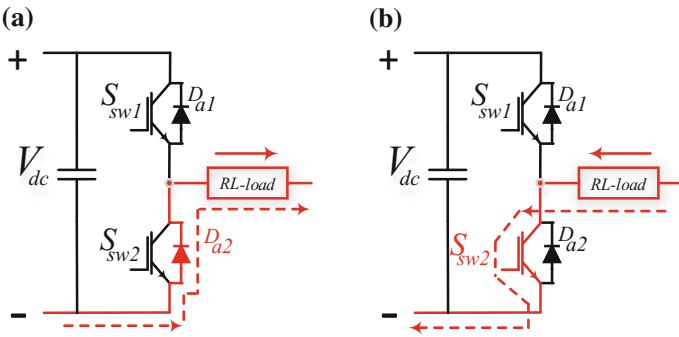 (a)
(b)
+
S_sw1
D_a1
V_dc
RL-load
S_sw2
D_a2
-
+
S_sw1
D_a1
V_dc
RL-load
S_sw2
D_a2
-